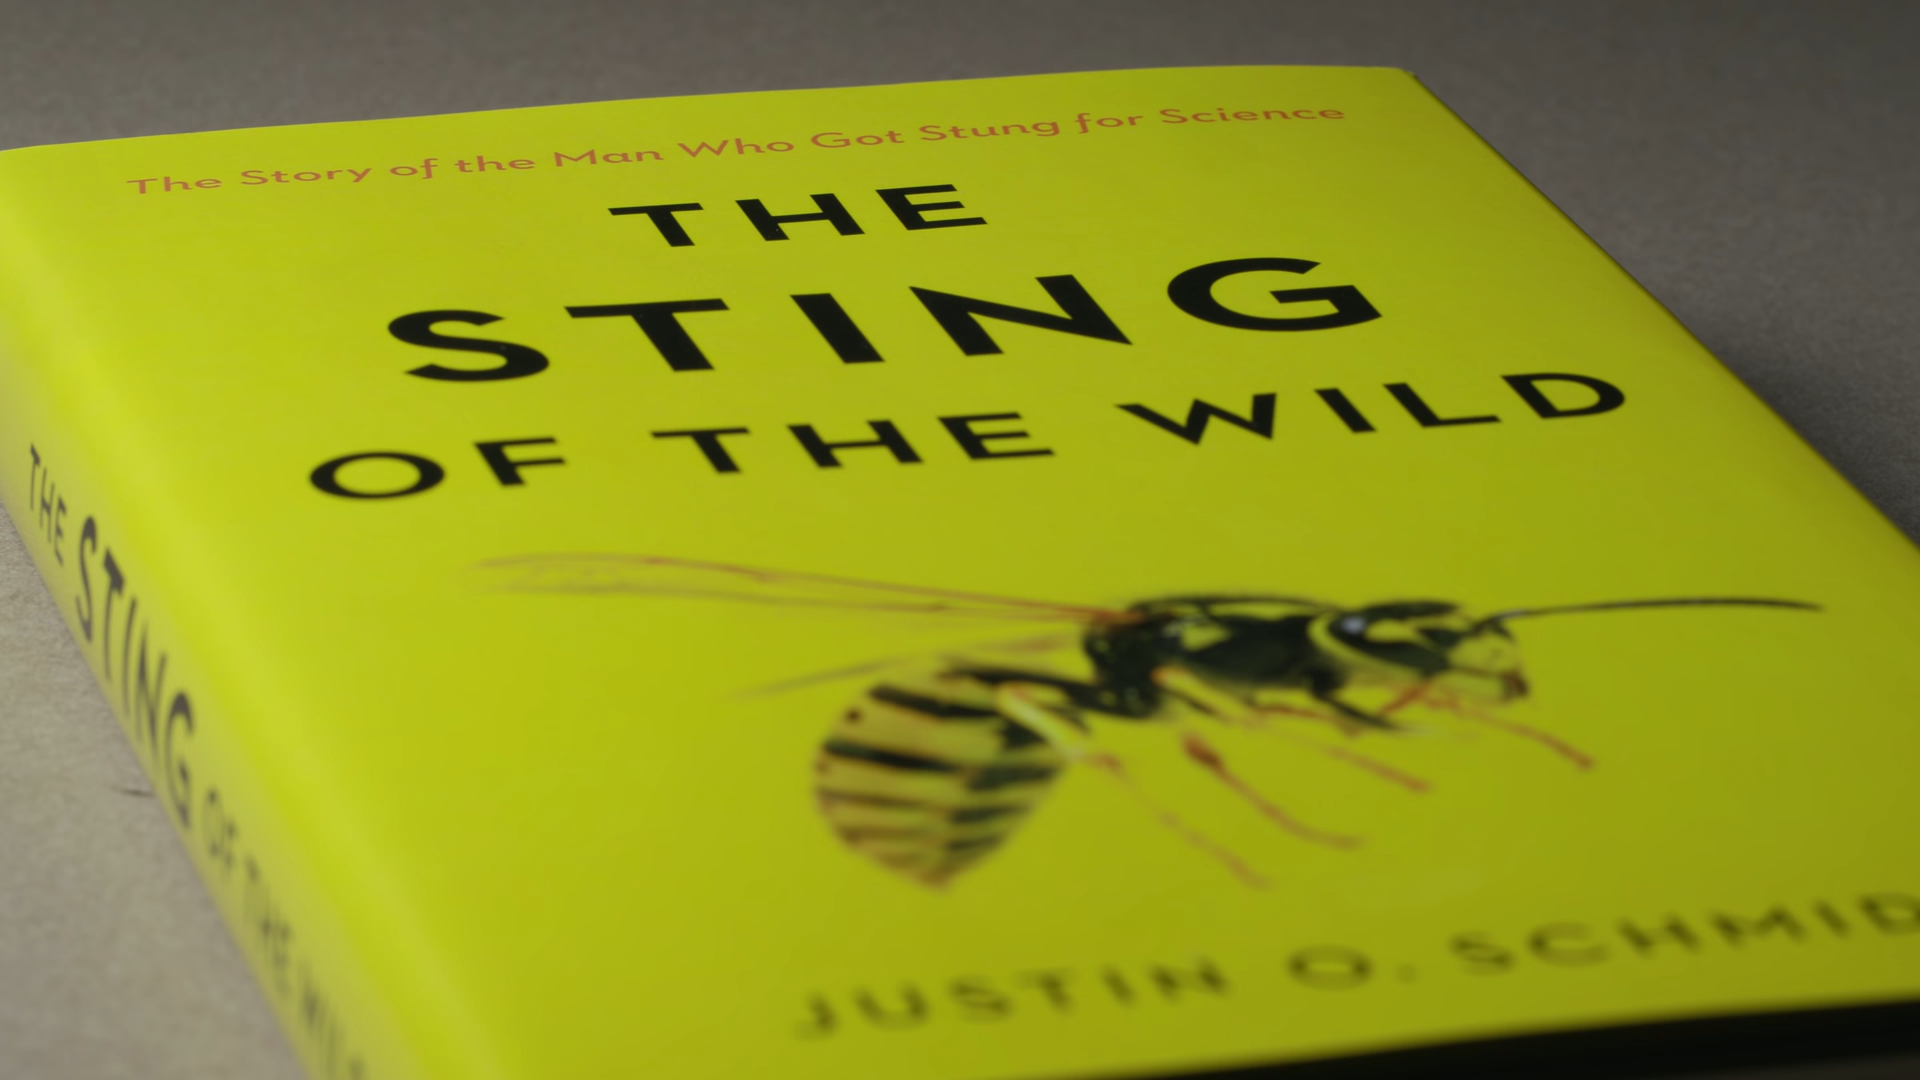 The Story of the Man Who Got Stung for Science
THE
STING
OF THE WILD
JUSTIN O. SCHMID
THE STING OF THE WILD